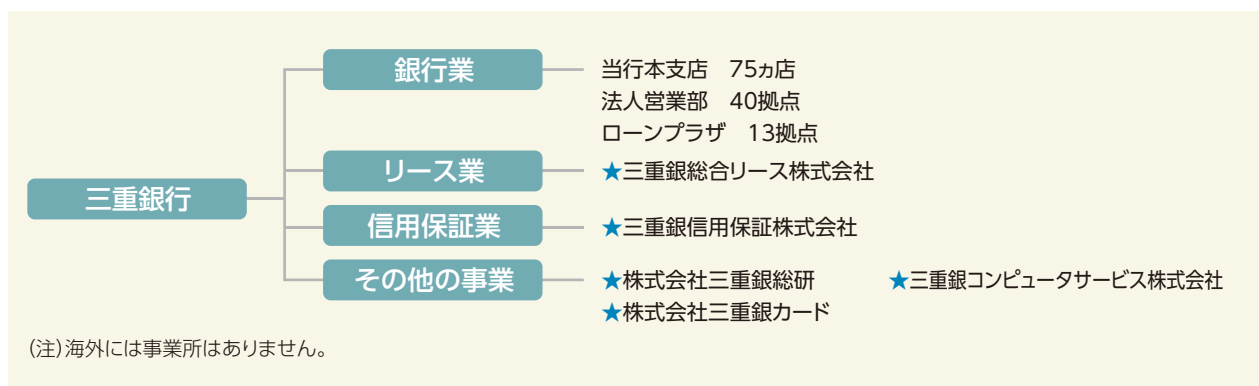 銀行業
当行本支店　75ヵ店
法人営業部　40拠点
ローンプラザ　13拠点
三重銀行
リース業
★三重銀総合リース株式会社
信用保証業
★三重銀信用保証株式会社
その他の事業
★株式会社三重銀総研　★三重銀コンピュータサービス株式会社
★株式会社三重銀カード
(注)海外には事業所はありません。